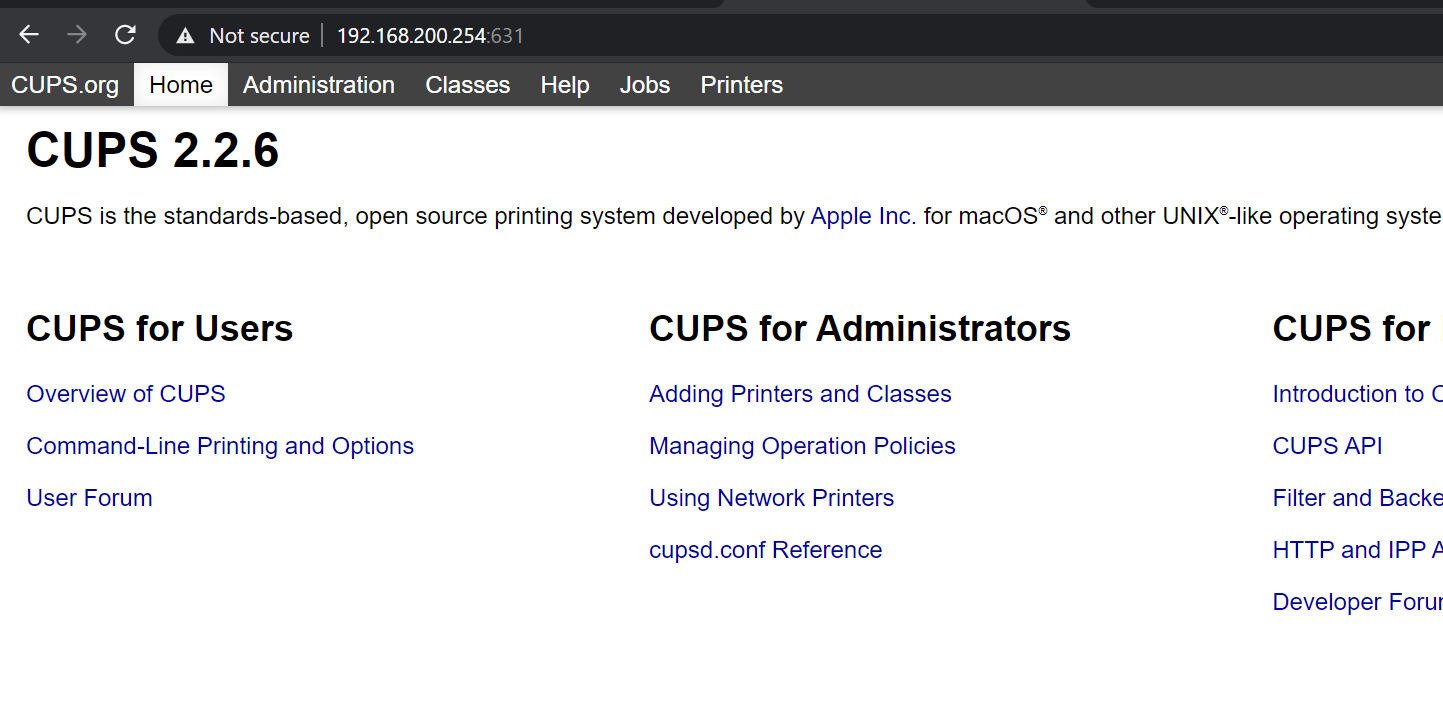 Not secure 192.168.200.254:631
CUPS.org Home Administration Classes Help Jobs Printers
CUPS 2.2.6
CUPS is the standards-based, open source printing system developed by Apple Inc. for macOS® and other UNIX®-like operating syste
CUPS for Users
Overview of CUPS
Command-Line Printing and Options
User Forum
CUPS for Administrators
Adding Printers and Classes
Managing Operation Policies
Using Network Printers
cupsd.conf Reference
CUPS for
Introduction to C
CUPS API
Filter and Backe
HTTP and IPP A
Developer Foru